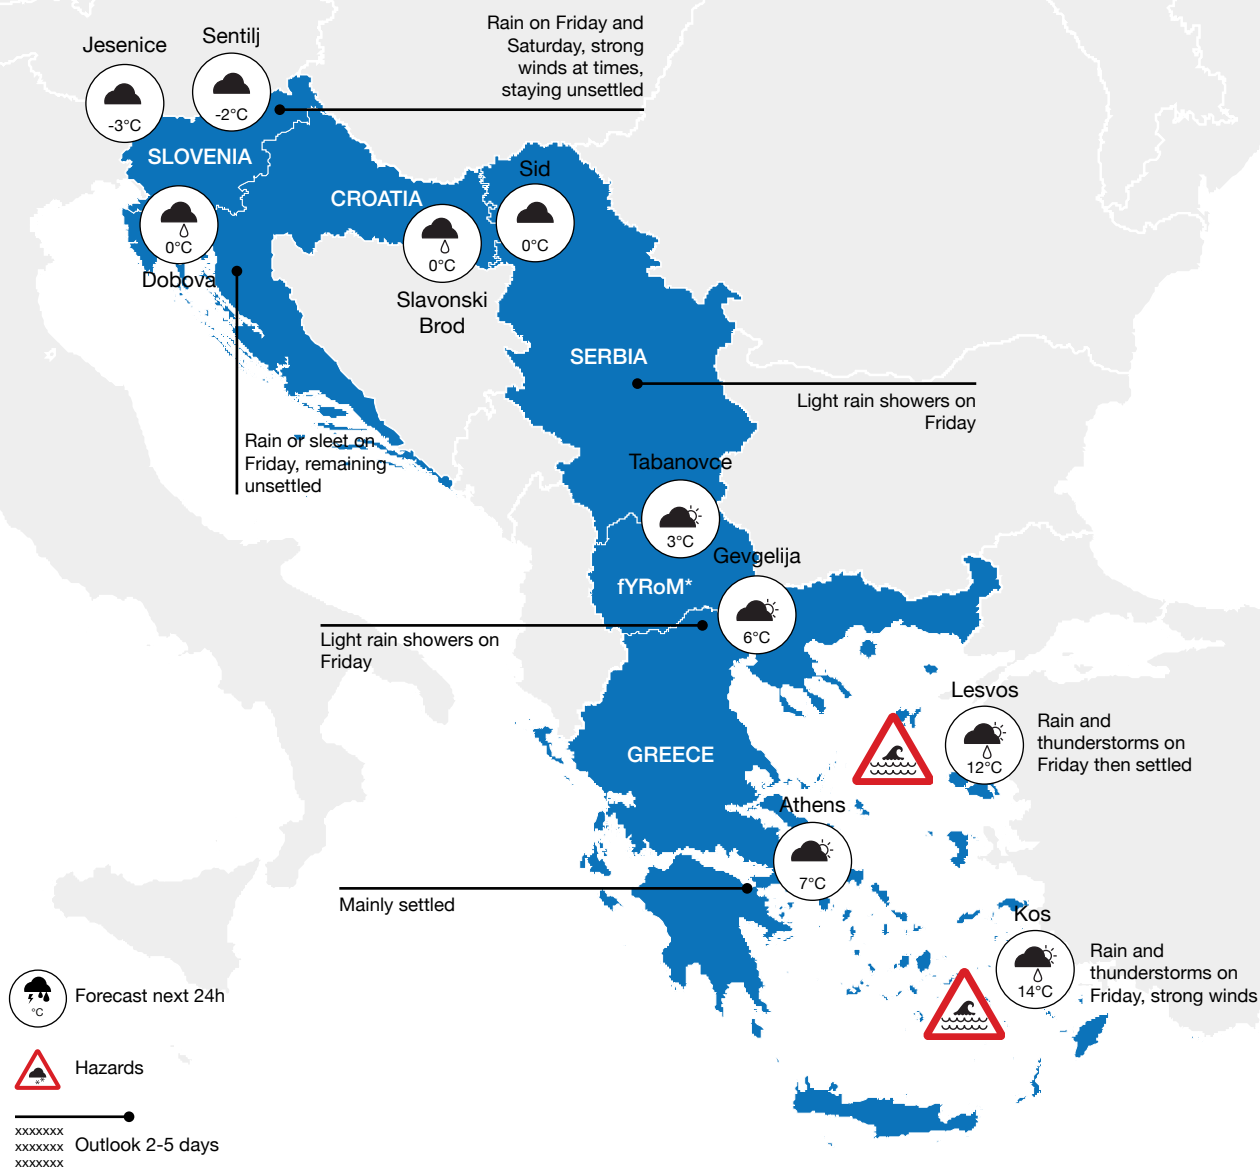 Jesenice
Sentilj
Rain on Friday and
Saturday, strong
winds at times,
staying unsettled
-3°C
-2°C
SLOVENIA
CROATIA
Sid
0°C
0°C
0°C
Dobova
Slavonski
Brod
SERBIA
Light rain showers on
Friday
Rain or sleet on
Friday, remaining
unsettled
Tabanovce
3°C
Gevgelija
fYRoM*
6°C
Light rain showers on
Friday
Lesvos
12°C
Rain and
thunderstorms on
Friday then settled
GREECE
Athens
7°C
Mainly settled
Kos
14°C
Rain and
thunderstorms on
Friday, strong winds
°C
Forecast next 24h
Hazards
xxxxxxx
xxxxxxx
xxxxxxx
Outlook 2-5 days